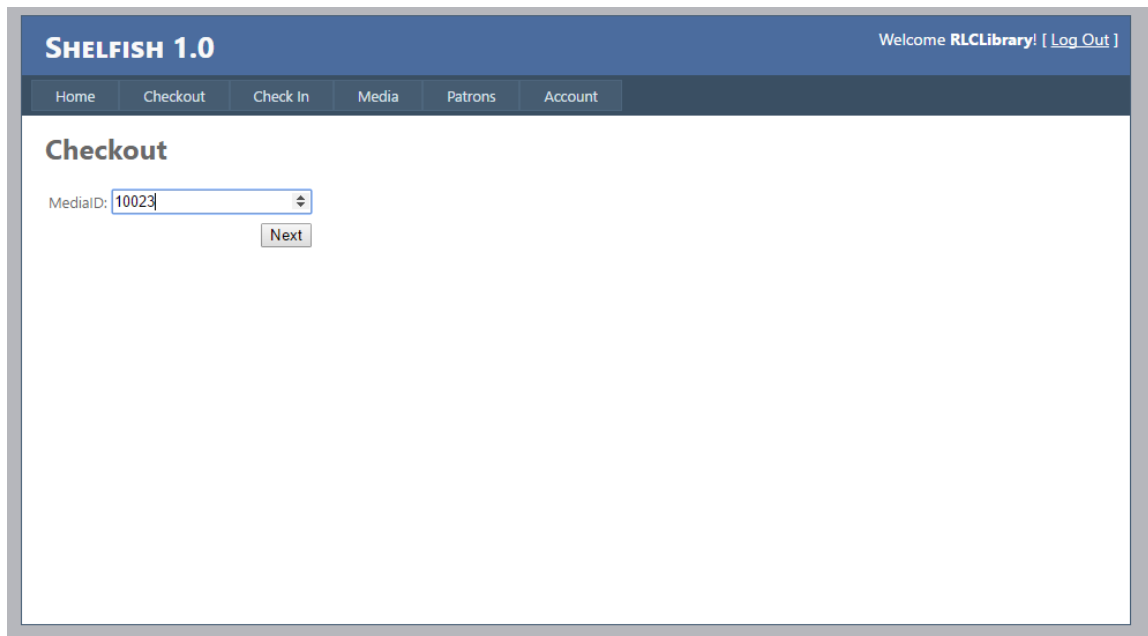 SHELFISH 1.0
Welcome RLCLibrary! [ Log Out ]
Home Checkout Check In Media Patrons Account
Checkout
MediaID: 10023
Next